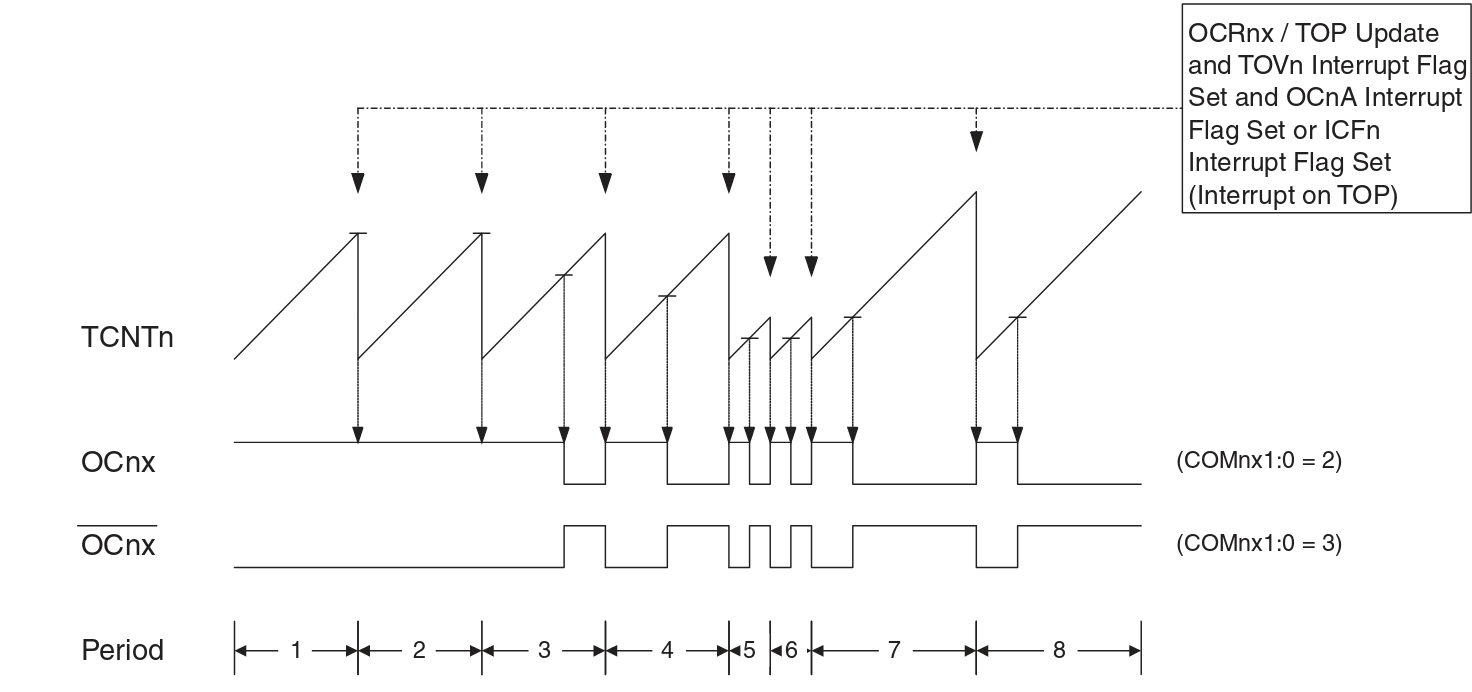 OCRnx / TOP Update
and TOVn Interrupt Flag
Set and OCnA Interrupt
Flag Set or ICFn
Interrupt Flag Set
(Interrupt on TOP)
TCNTn
OCnx (COMnx1:0 = 2)
OCnx (COMnx1:0 = 3)
Period 1 2 3 4 5 6 7 8